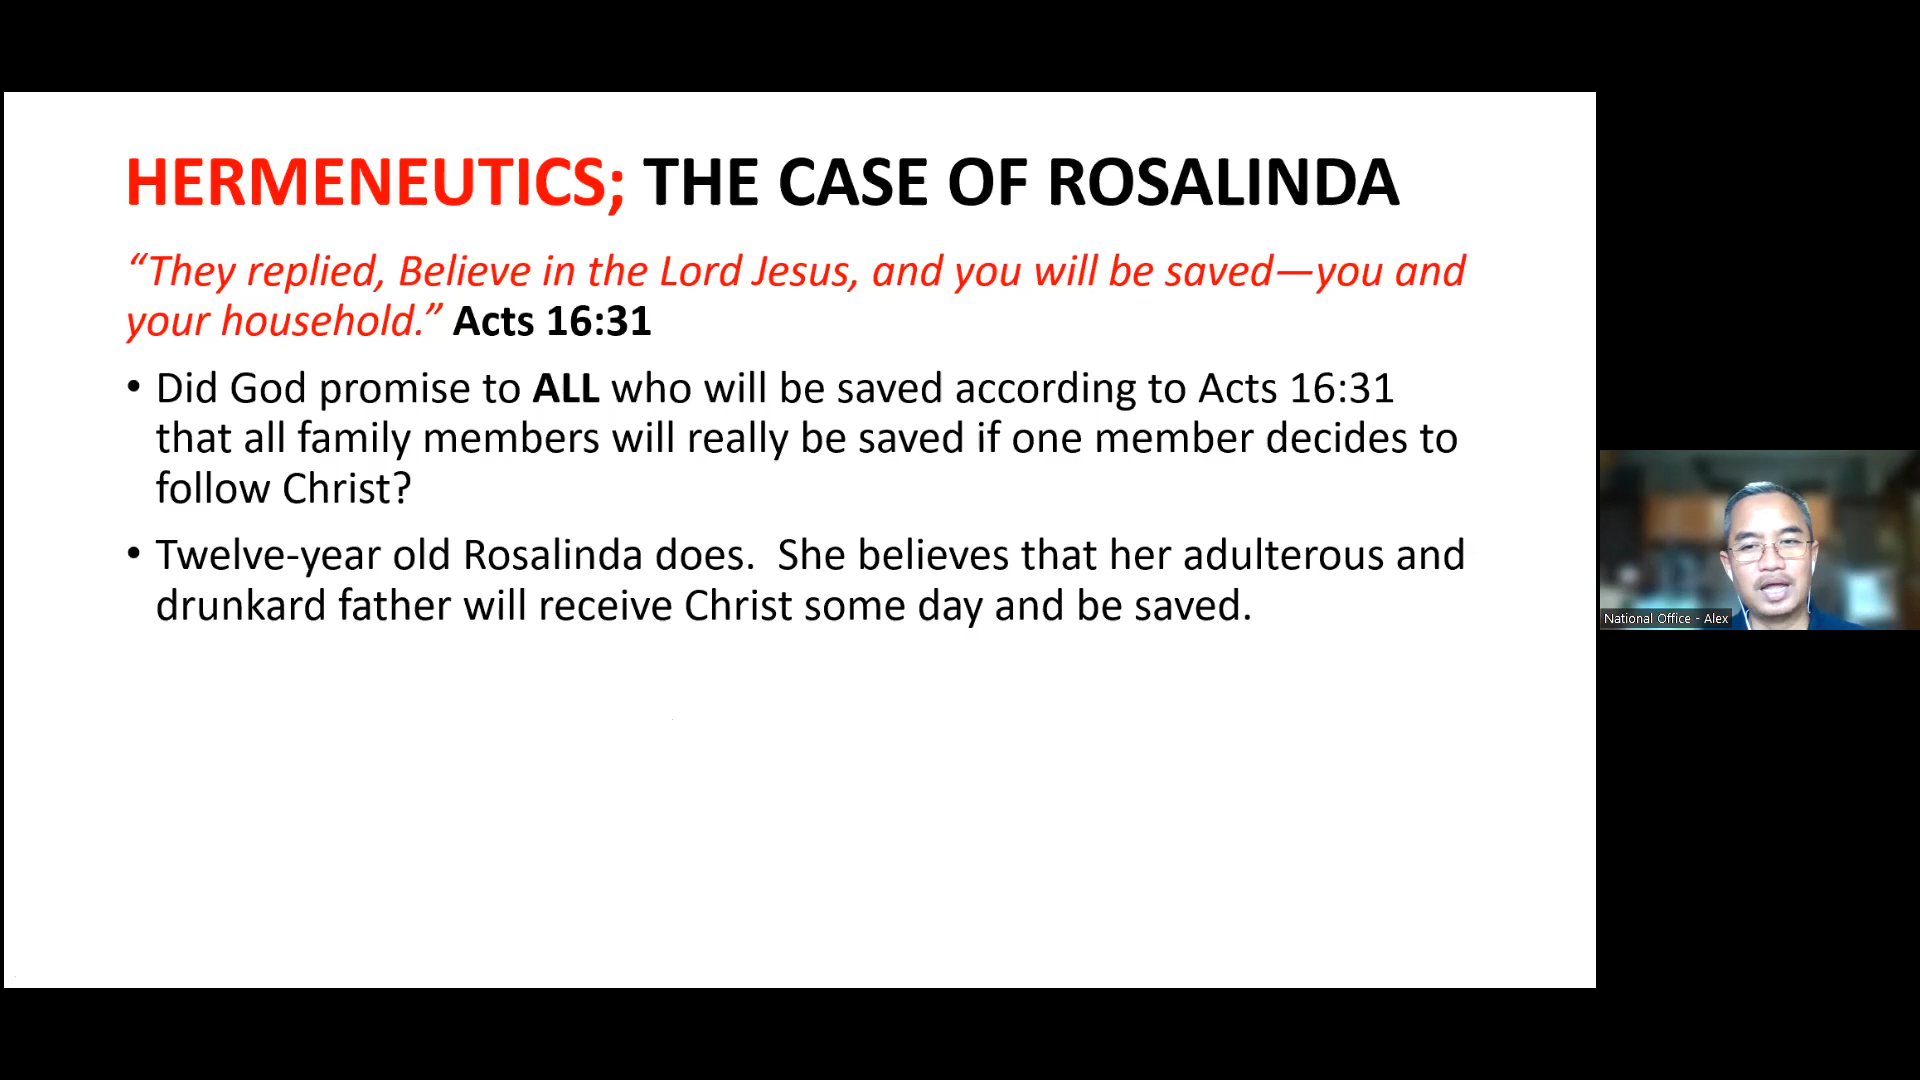 HERMENEUTICS; THE CASE OF ROSALINDA
“They replied, Believe in the Lord Jesus, and you will be saved—you and
your household.” Acts 16:31
• Did God promise to ALL who will be saved according to Acts 16:31
that all family members will really be saved if one member decides to
follow Christ?
• Twelve-year old Rosalinda does.  She believes that her adulterous and
drunkard father will receive Christ some day and be saved.
National Office - Alex